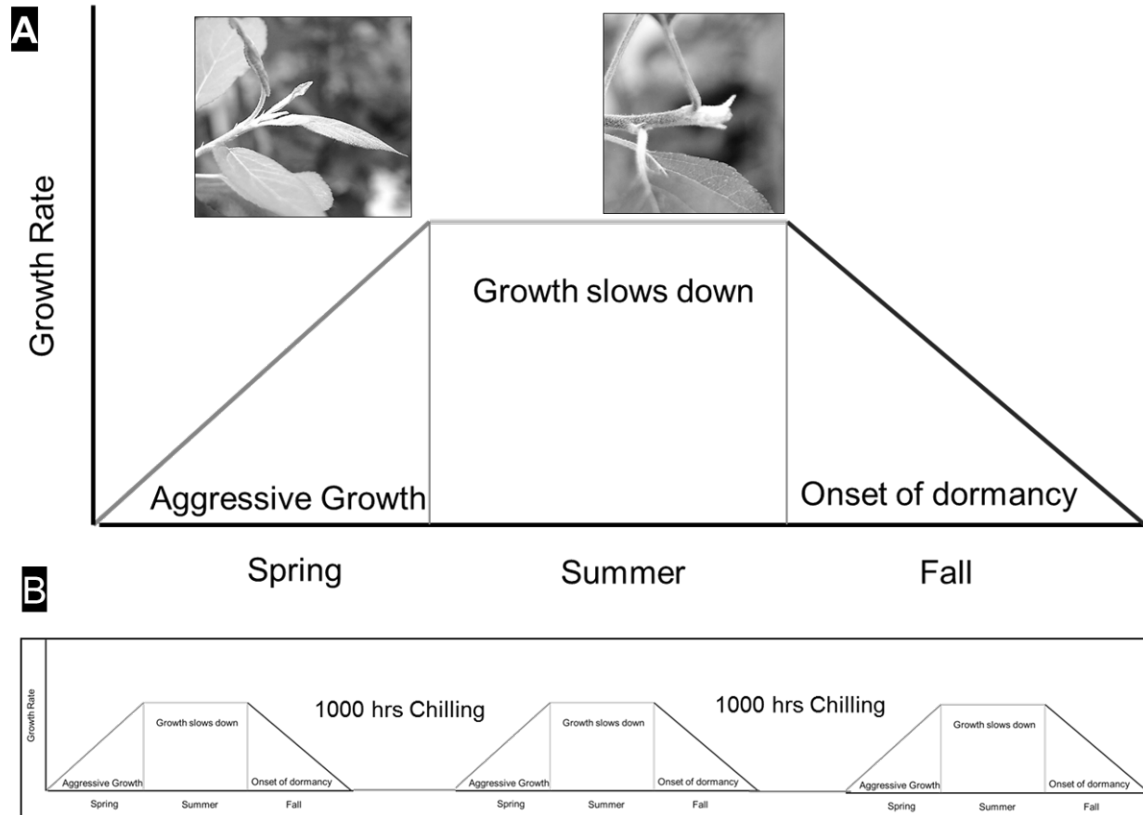 A
Growth Rate
Growth slows down
Aggressive Growth
Onset of dormancy
Spring
Summer
Fall
B
Growth Rate
1000 hrs Chilling
1000 hrs Chilling
Growth slows down
Growth slows down
Growth slows down
Aggressive Growth
Onset of dormancy
Aggressive Growth
Onset of dormancy
Aggressive Growth
Onset of dormancy
Spring
Summer
Fall
Spring
Summer
Fall
Spring
Summer
Fall